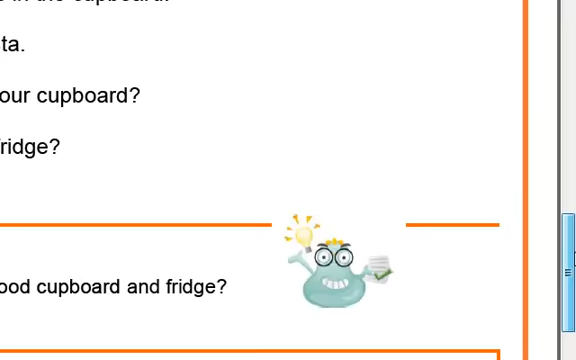 ta.
our cupboard?
ridge?
ood cupboard and fridge?